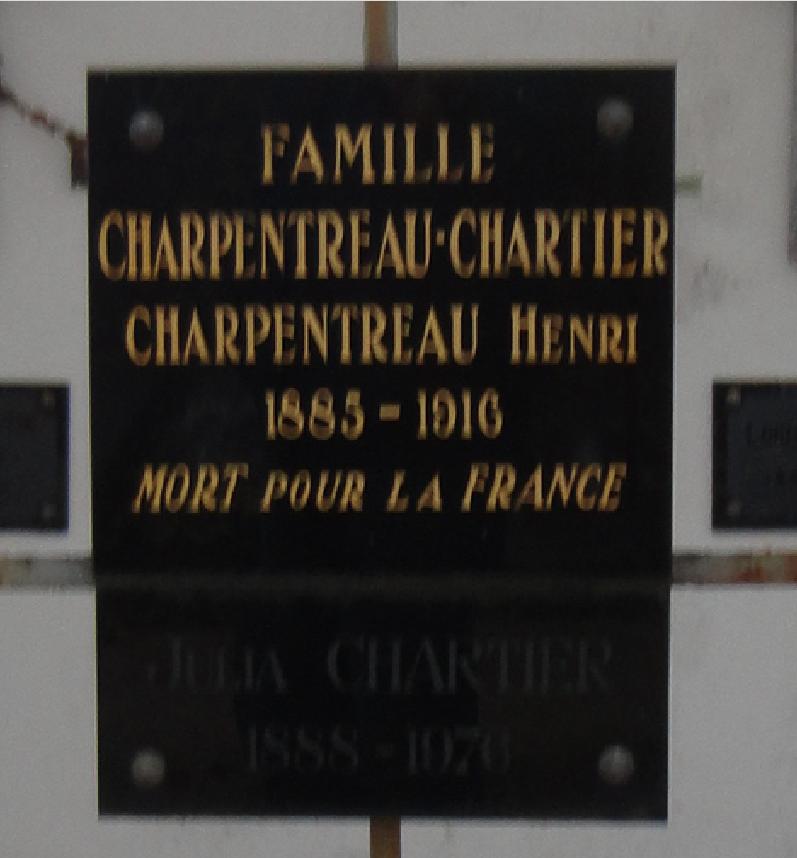 FAMILLE
CHARPENTREAU-CHARTIER
CHARPENTREAU HENRI
1885 - 1916
MORT POUR LA FRANCE
JULIA CHARTIER
1888 - 1976